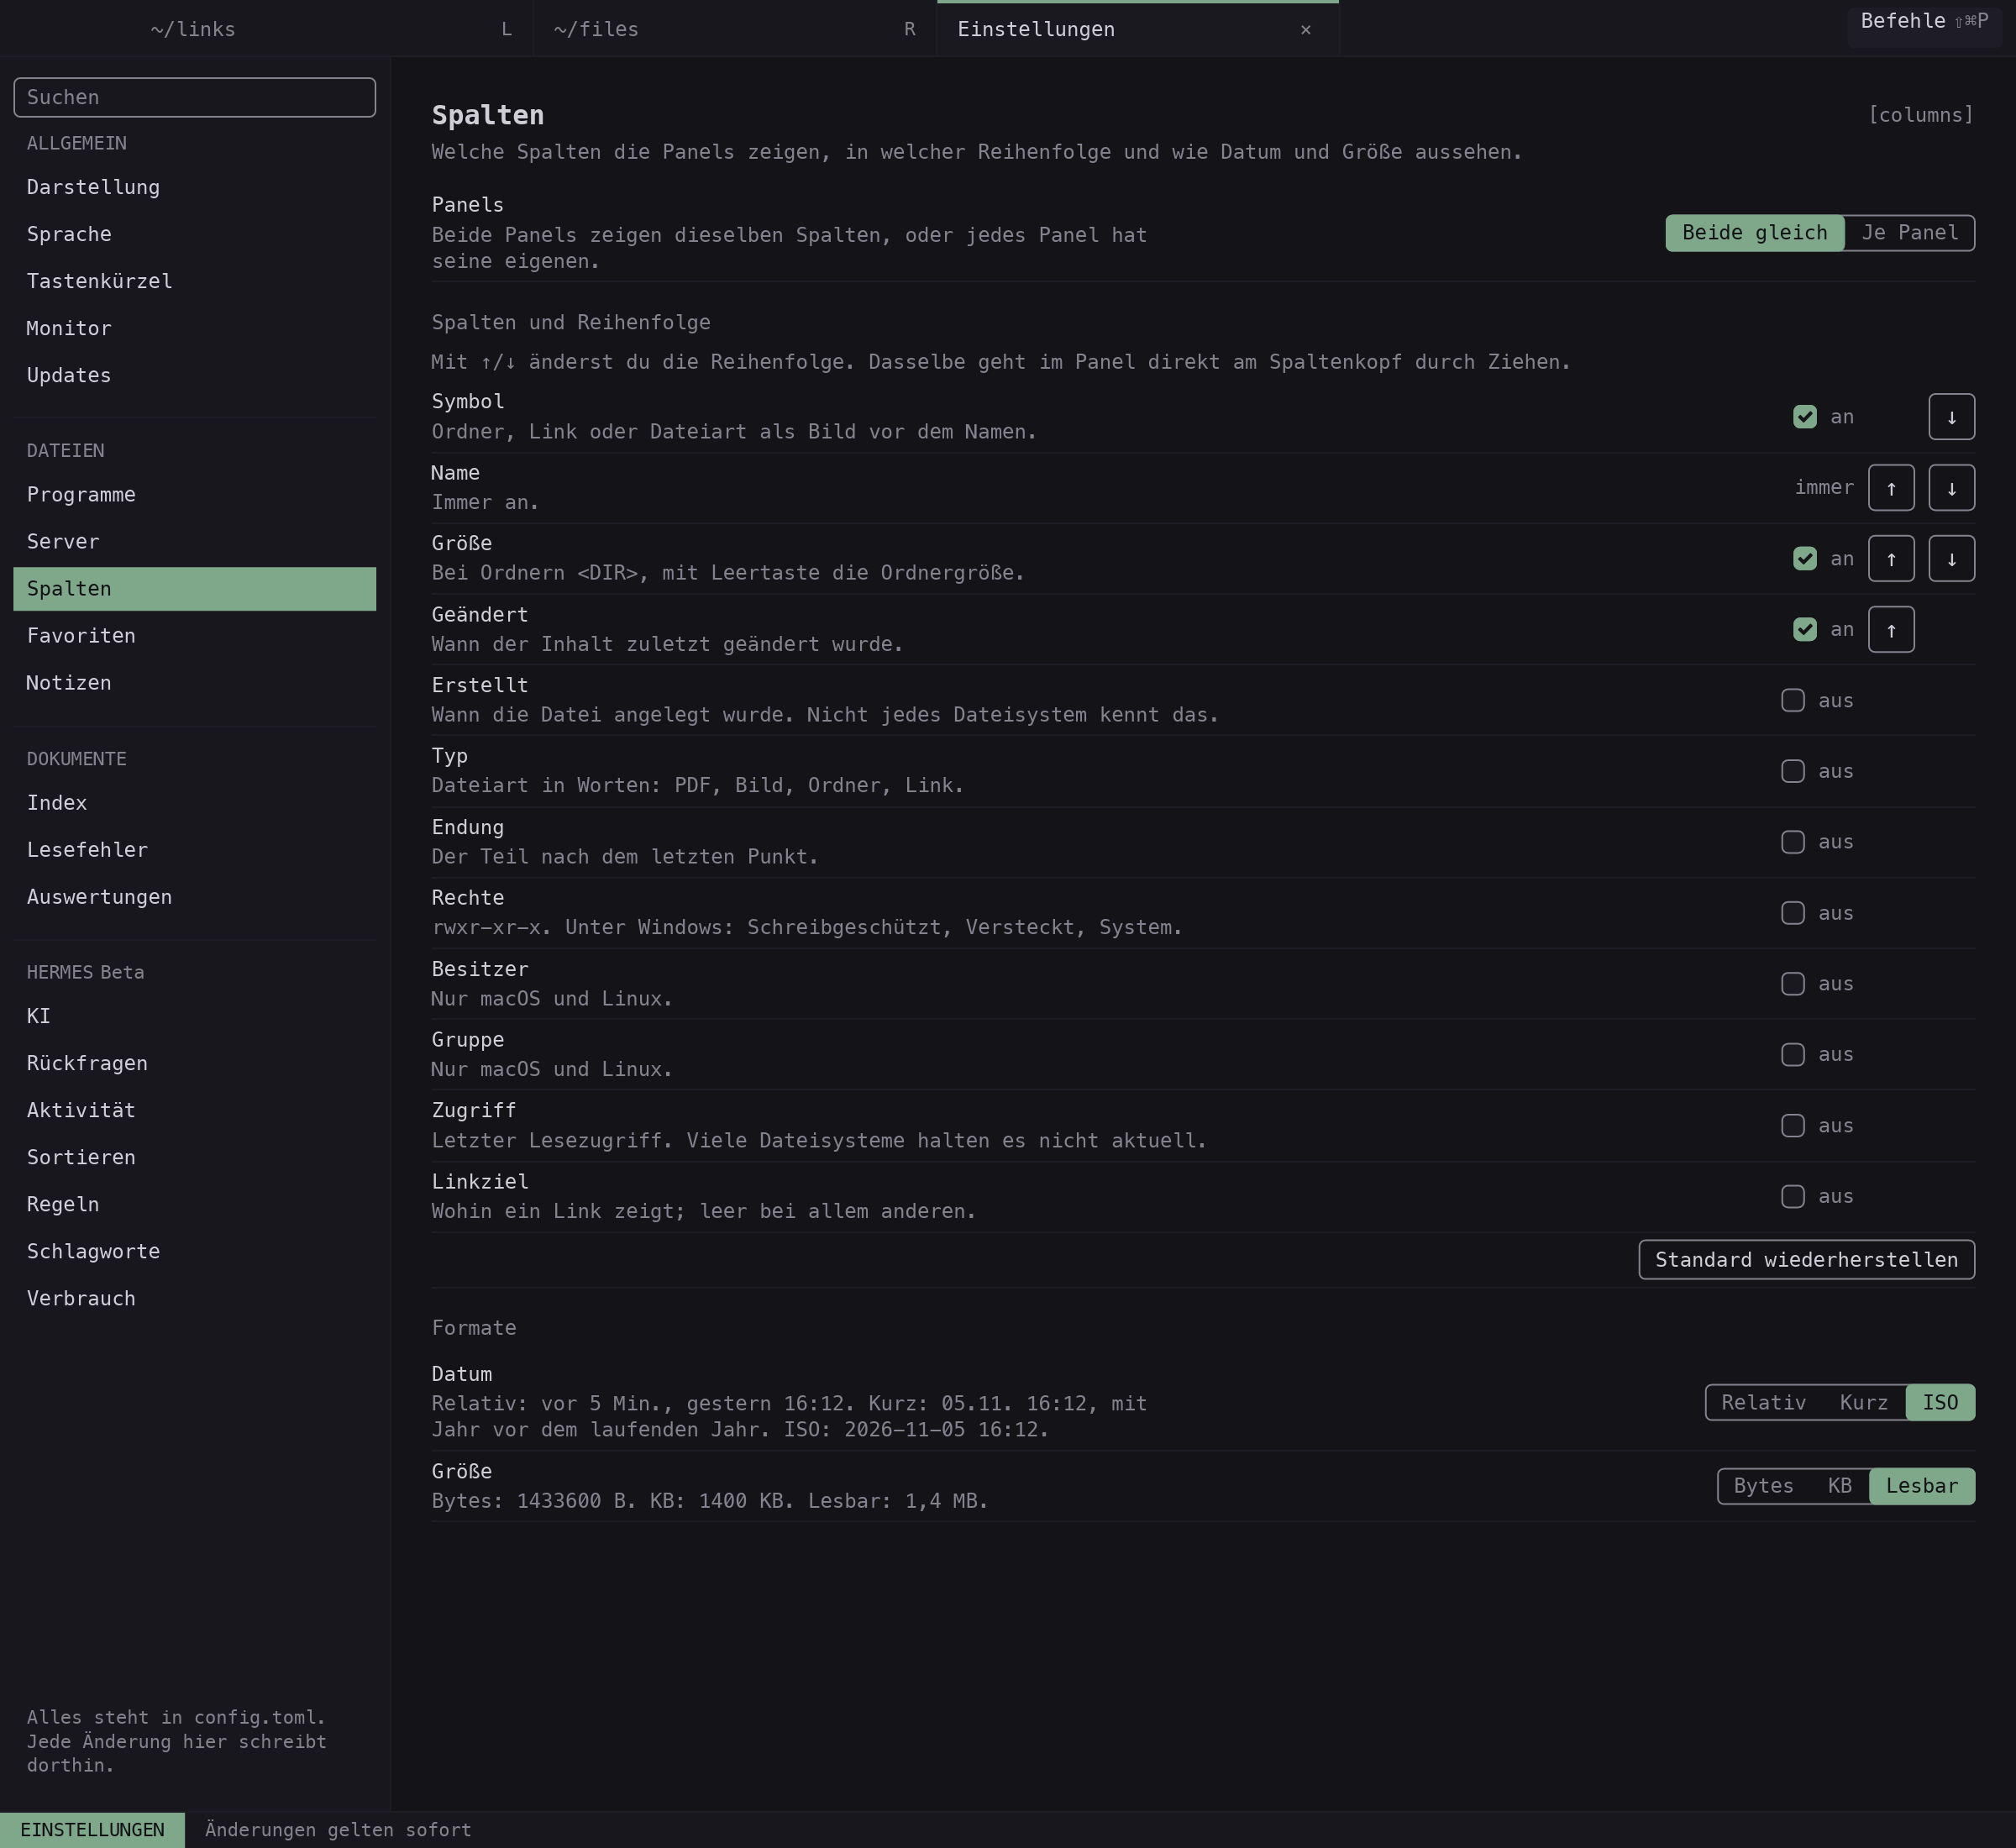 ~/links L ~/files R Einstellungen × Befehle ⇧⌘P
Suchen
ALLGEMEIN
Darstellung
Sprache
Tastenkürzel
Monitor
Updates
DATEIEN
Programme
Server
Spalten
Favoriten
Notizen
DOKUMENTE
Index
Lesefehler
Auswertungen
HERMES Beta
KI
Rückfragen
Aktivität
Sortieren
Regeln
Schlagworte
Verbrauch
Alles steht in config.toml.
Jede Änderung hier schreibt
dorthin.
Spalten [columns]
Welche Spalten die Panels zeigen, in welcher Reihenfolge und wie Datum und Größe aussehen.
Panels
Beide Panels zeigen dieselben Spalten, oder jedes Panel hat
seine eigenen.
Beide gleich Je Panel
Spalten und Reihenfolge
Mit ↑/↓ änderst du die Reihenfolge. Dasselbe geht im Panel direkt am Spaltenkopf durch Ziehen.
Symbol
Ordner, Link oder Dateiart als Bild vor dem Namen.
an ↓
Name
Immer an.
immer ↑ ↓
Größe
Bei Ordnern <DIR>, mit Leertaste die Ordnergröße.
an ↑ ↓
Geändert
Wann der Inhalt zuletzt geändert wurde.
an ↑
Erstellt
Wann die Datei angelegt wurde. Nicht jedes Dateisystem kennt das.
aus
Typ
Dateiart in Worten: PDF, Bild, Ordner, Link.
aus
Endung
Der Teil nach dem letzten Punkt.
aus
Rechte
rwxr-xr-x. Unter Windows: Schreibgeschützt, Versteckt, System.
aus
Besitzer
Nur macOS und Linux.
aus
Gruppe
Nur macOS und Linux.
aus
Zugriff
Letzter Lesezugriff. Viele Dateisysteme halten es nicht aktuell.
aus
Linkziel
Wohin ein Link zeigt; leer bei allem anderen.
aus
Standard wiederherstellen
Formate
Datum
Relativ: vor 5 Min., gestern 16:12. Kurz: 05.11. 16:12, mit
Jahr vor dem laufenden Jahr. ISO: 2026-11-05 16:12.
Relativ Kurz ISO
Größe
Bytes: 1433600 B. KB: 1400 KB. Lesbar: 1,4 MB.
Bytes KB Lesbar
EINSTELLUNGEN Änderungen gelten sofort